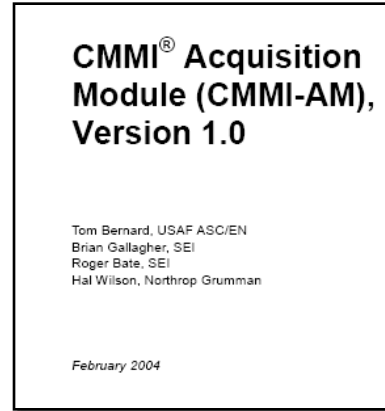 CMMI® Acquisition
Module (CMMI-AM),
Version 1.0
Tom Bernard, USAF ASC/EN
Brian Gallagher, SEI
Roger Bate, SEI
Hal Wilson, Northrop Grumman
February 2004